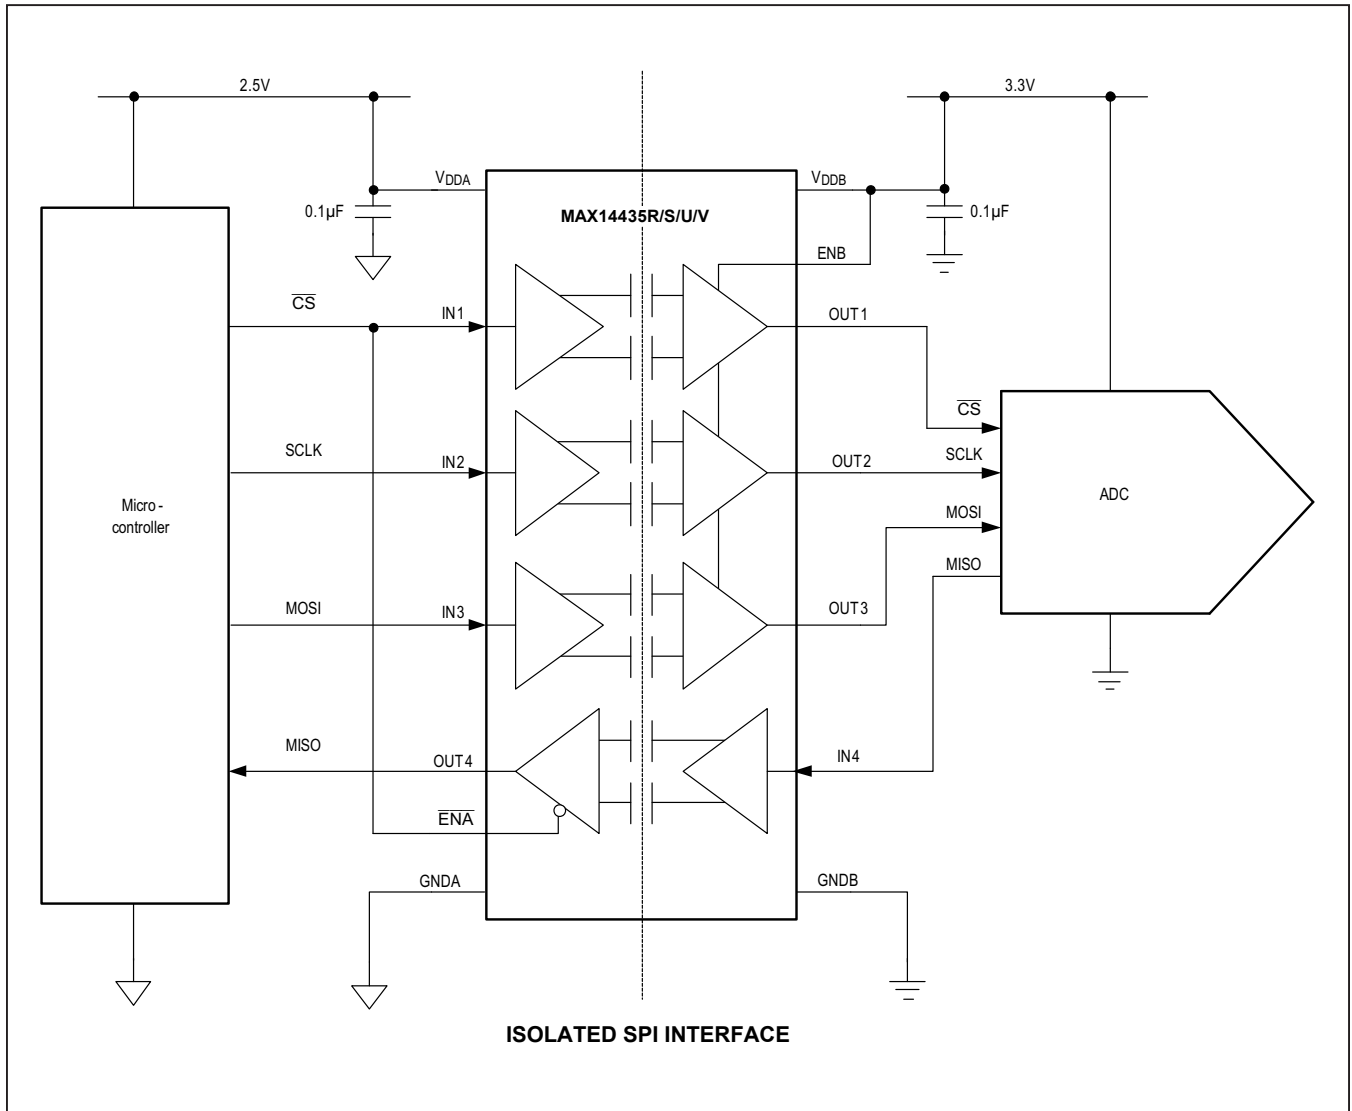 2.5V
3.3V
VDDA
VDDB
0.1µF
MAX14435R/S/U/V
0.1µF
ENB
CS
IN1
OUT1
CS
SCLK
IN2
OUT2
SCLK
ADC
Micro-
controller
MOSI
MISO
MOSI
IN3
OUT3
MISO
OUT4
IN4
ENA
GNDA
GNDB
ISOLATED SPI INTERFACE